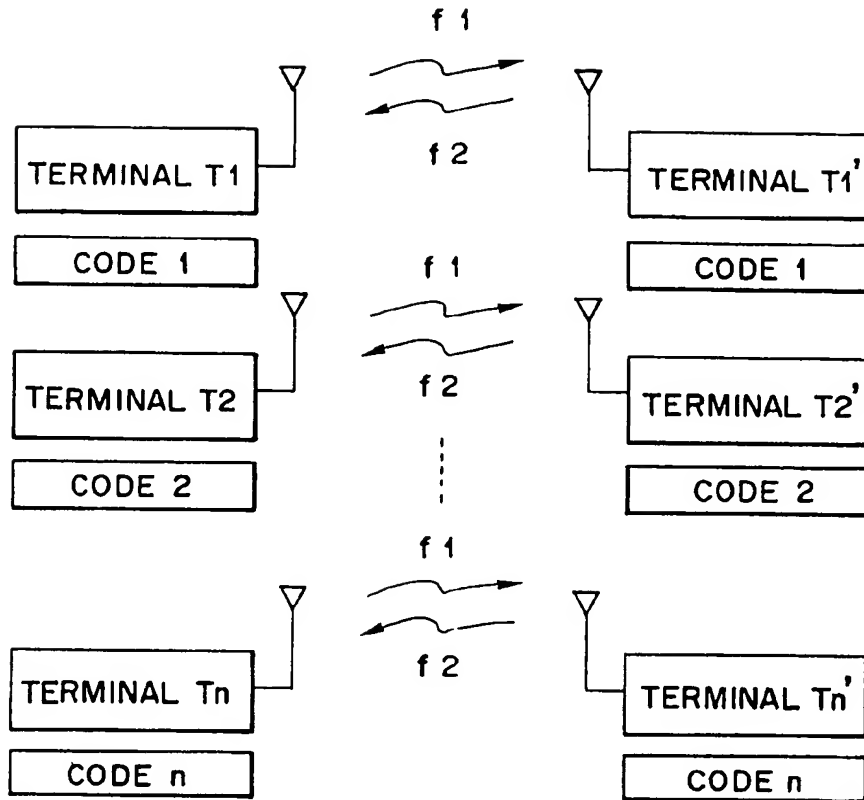 f 1
f 2
TERMINAL T1
TERMINAL T1'
CODE 1
CODE 1
f 1
f 2
TERMINAL T2
TERMINAL T2'
CODE 2
CODE 2
f 1
f 2
TERMINAL Tn
TERMINAL Tn'
CODE n
CODE n